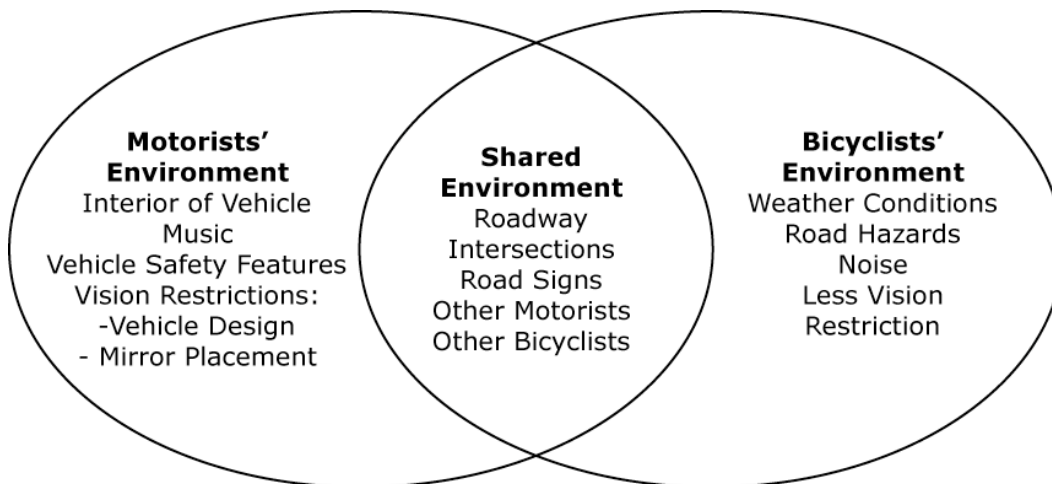 Motorists’
Environment
Interior of Vehicle
Music
Vehicle Safety Features
Vision Restrictions:
-Vehicle Design
- Mirror Placement
Shared
Environment
Roadway
Intersections
Road Signs
Other Motorists
Other Bicyclists
Bicyclists’
Environment
Weather Conditions
Road Hazards
Noise
Less Vision
Restriction